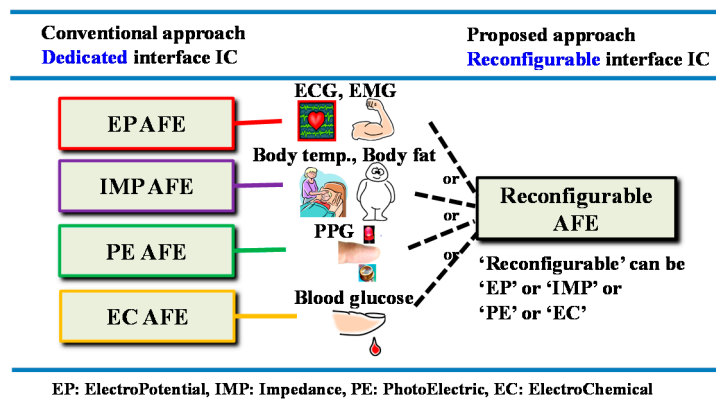 Conventional approach
Dedicated interface IC
Proposed approach
Reconfigurable interface IC
ECG, EMG
EP AFE
Body temp., Body fat
or
IMP AFE
Reconfigurable
AFE
or
PPG
PE AFE
or
'Reconfigurable' can be
'EP' or 'IMP' or
'PE' or 'EC'
Blood glucose
EC AFE
EP: ElectroPotential, IMP: Impedance, PE: PhotoElectric, EC: ElectroChemical